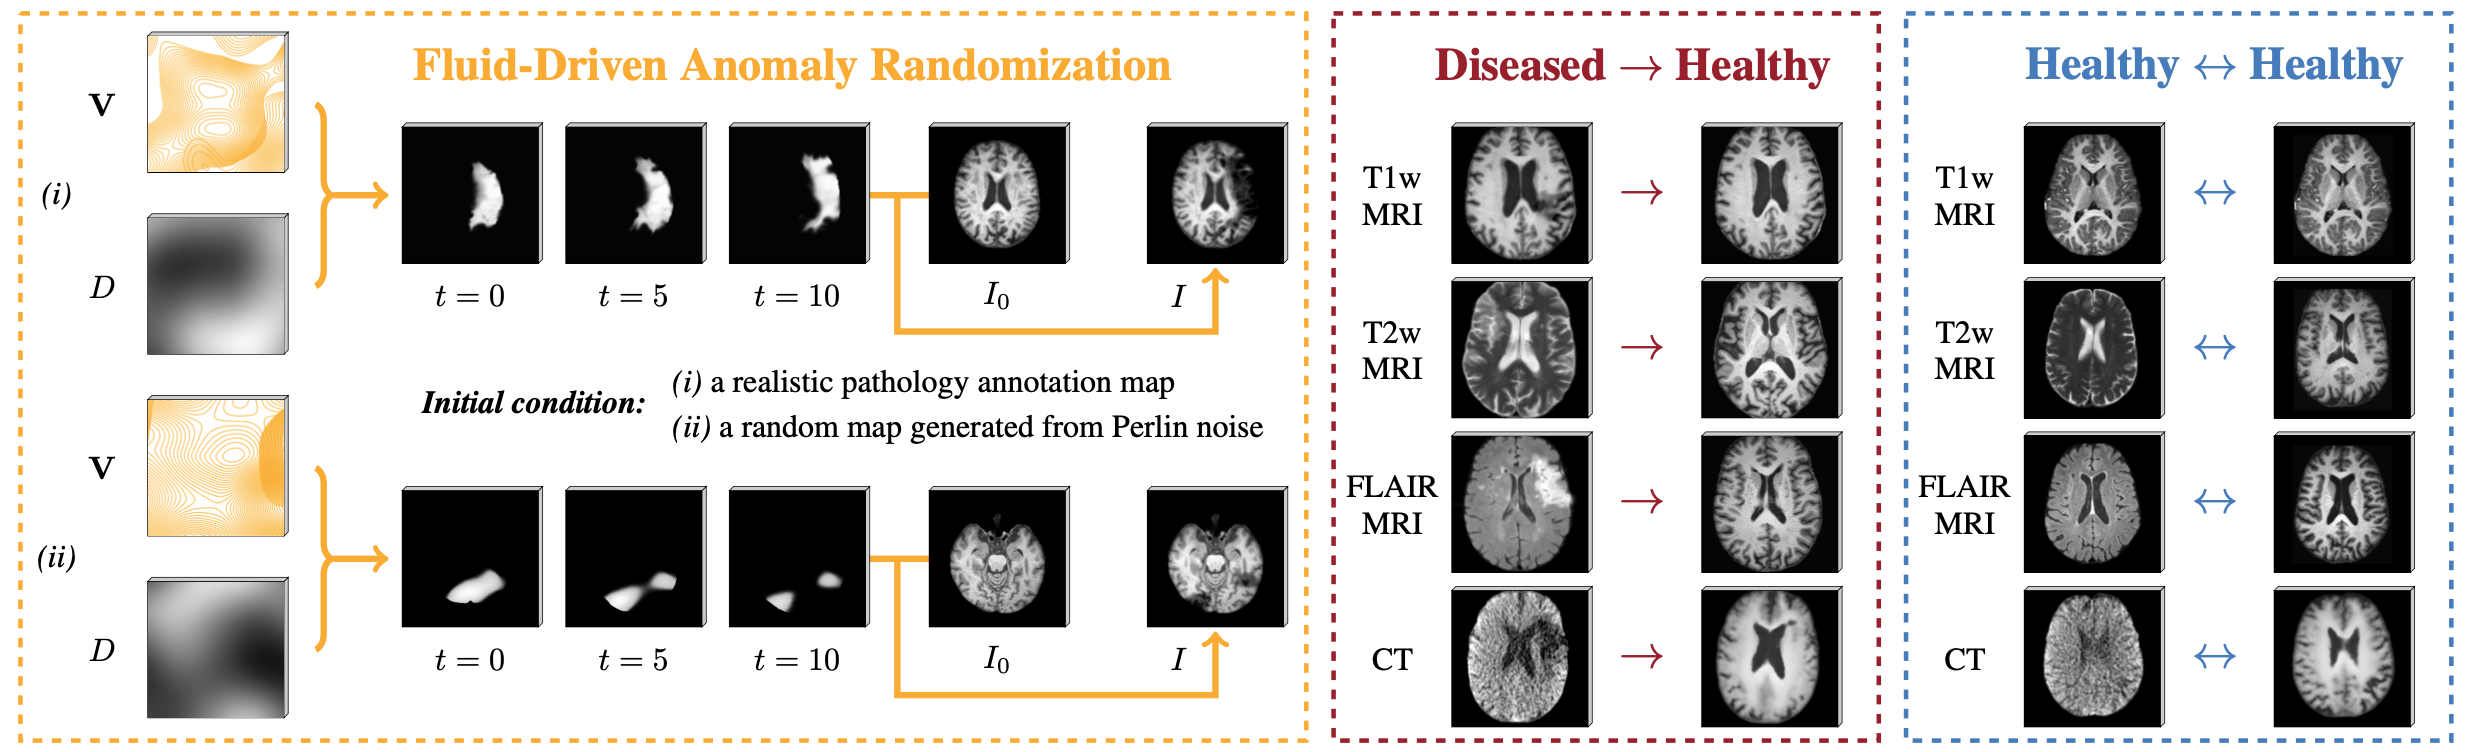 Fluid-Driven Anomaly Randomization
V
(i)
D
t = 0
t = 5
t = 10
I₀
I
Initial condition:
(i) a realistic pathology annotation map
(ii) a random map generated from Perlin noise
V
(ii)
D
t = 0
t = 5
t = 10
I₀
I
Diseased → Healthy
T1w
MRI
→
T2w
MRI
→
FLAIR
MRI
→
CT
→
Healthy ↔ Healthy
T1w
MRI
↔
T2w
MRI
↔
FLAIR
MRI
↔
CT
↔